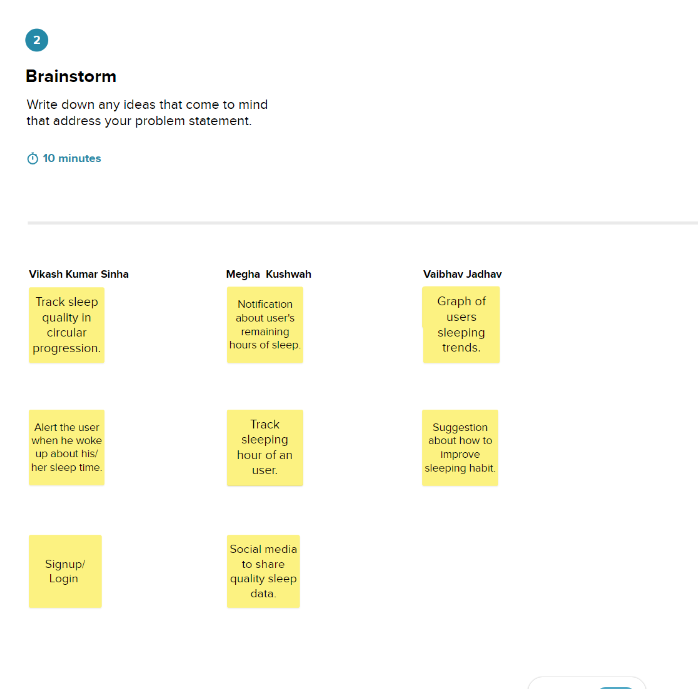 2
Brainstorm
Write down any ideas that come to mind
that address your problem statement.
10 minutes
Vikash Kumar Sinha
Track sleep
quality in
circular
progression.
Alert the user
when he woke
up about his/
her sleep time.
Signup/
Login
Megha Kushwah
Notification
about user's
remaining
hours of sleep.
Track
sleeping
hour of an
user.
Social media
to share
quality sleep
data.
Vaibhav Jadhav
Graph of
users
sleeping
trends.
Suggestion
about how to
improve
sleeping habit.